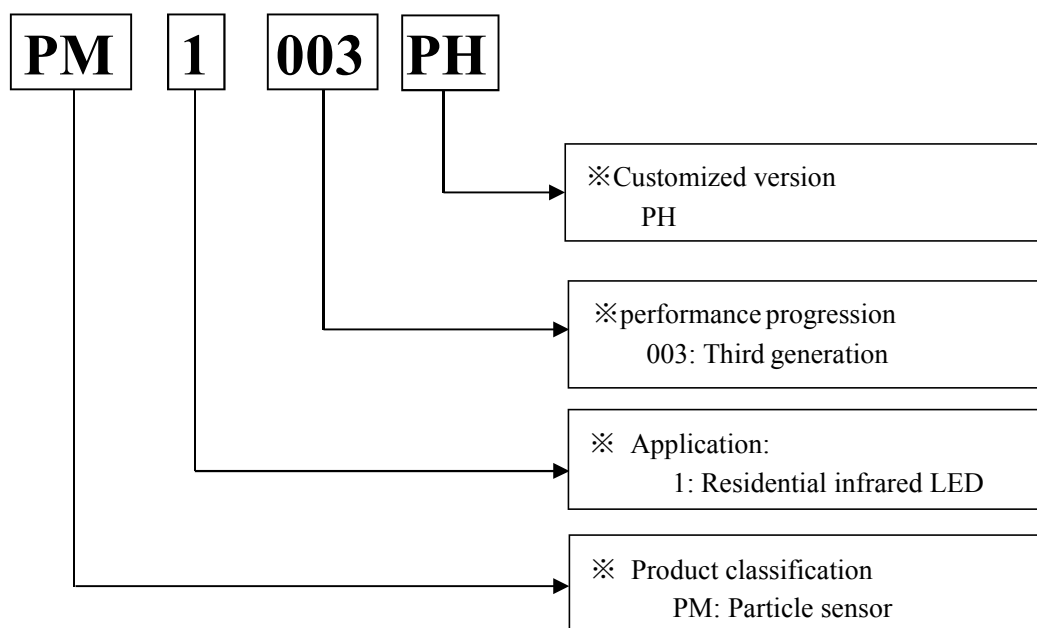 PM 1 003 PH
※Customized version
PH
※performance progression
003: Third generation
※ Application:
1: Residential infrared LED
※ Product classification
PM: Particle sensor